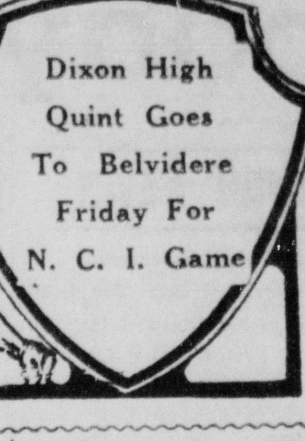 Dixon High
Quint Goes
To Belvidere
Friday For
N. C. I. Game